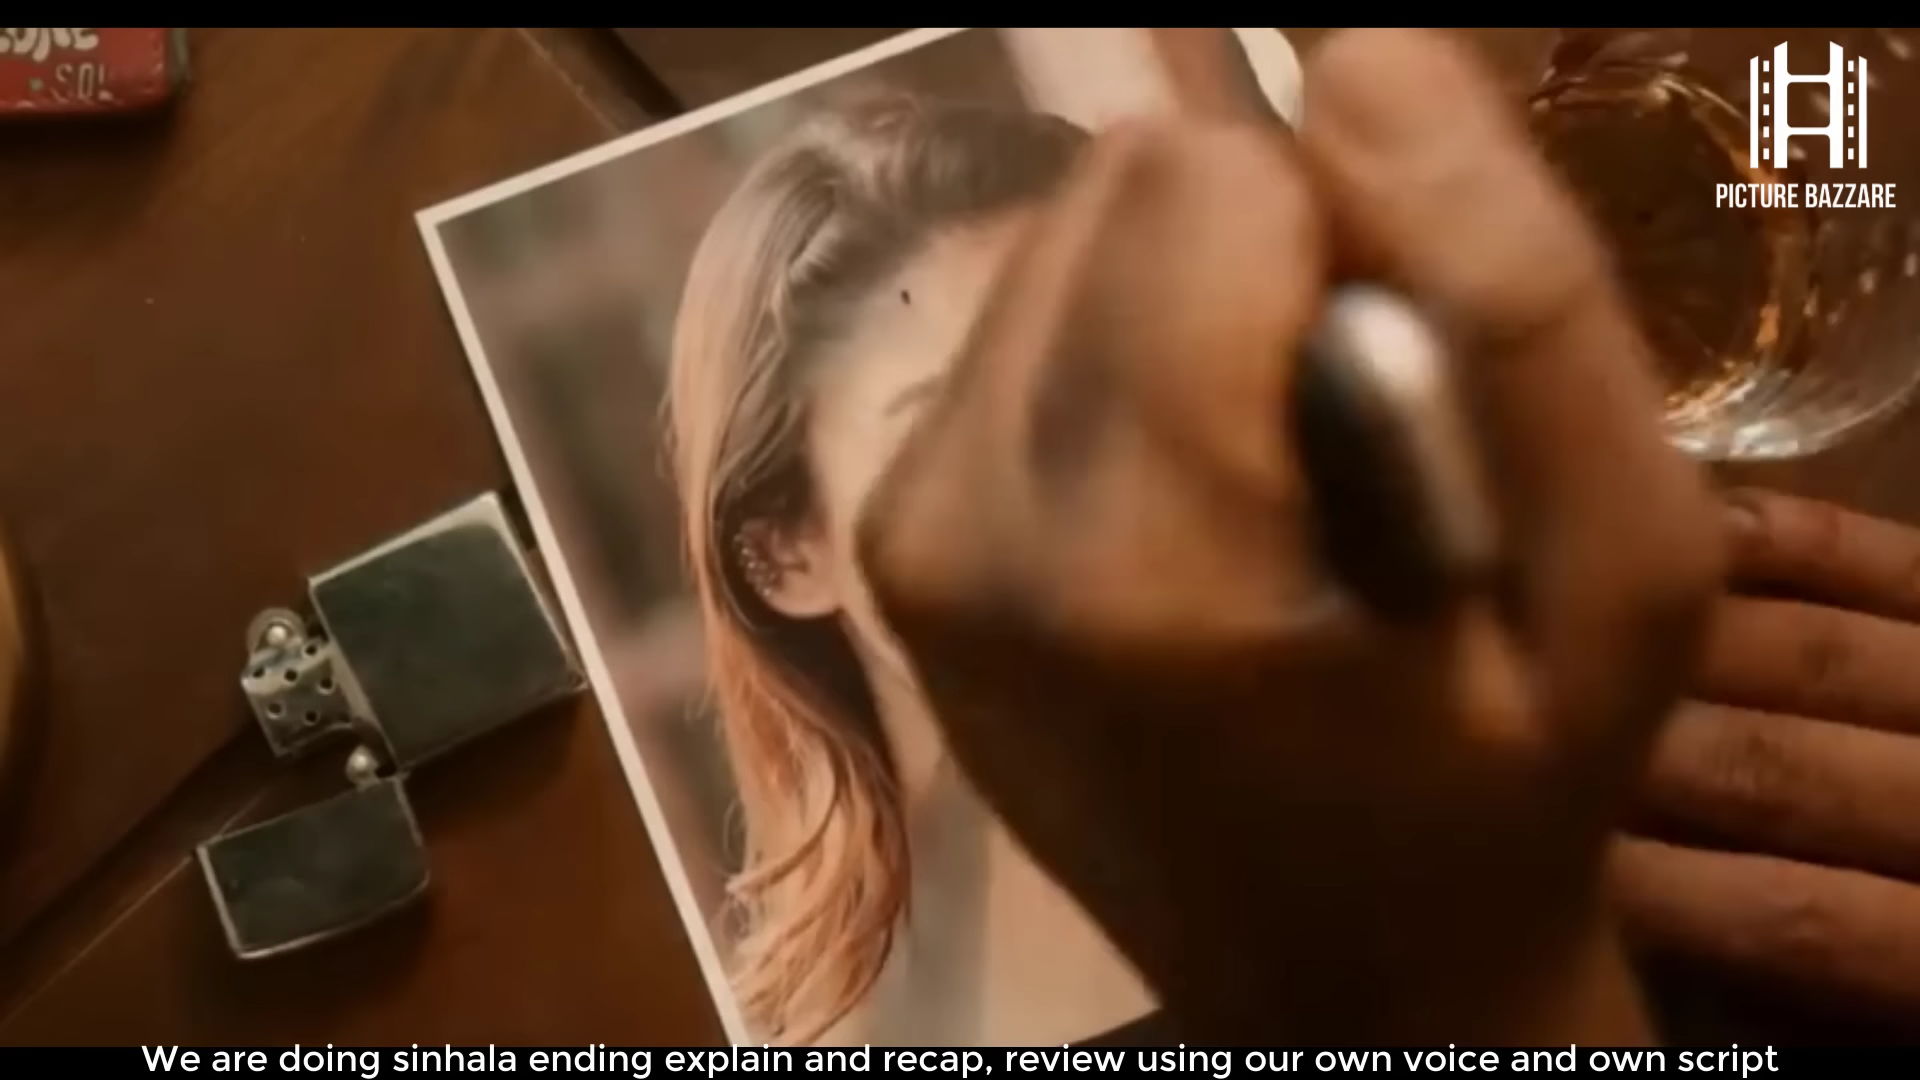 PICTURE BAZZARE
We are doing sinhala ending explain and recap, review using our own voice and own script